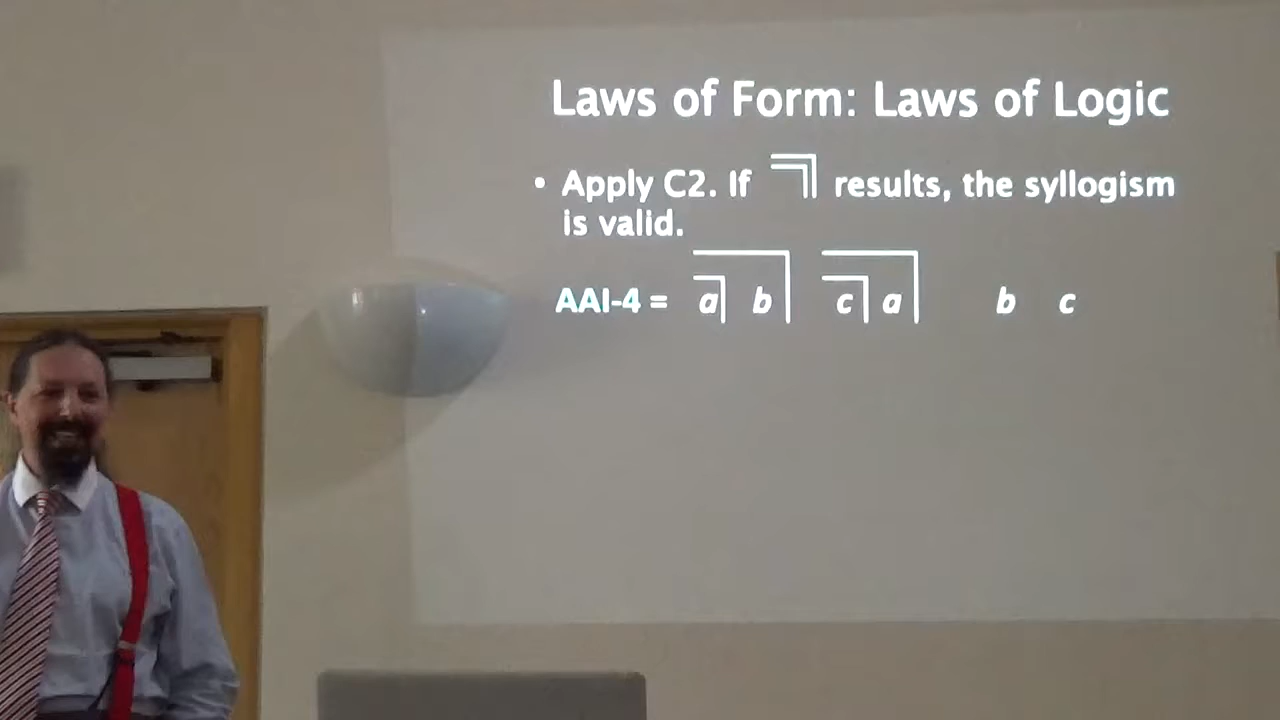 Laws of Form: Laws of Logic
• Apply C2. If results, the syllogism
is valid.
AAI-4 = a b c a b c